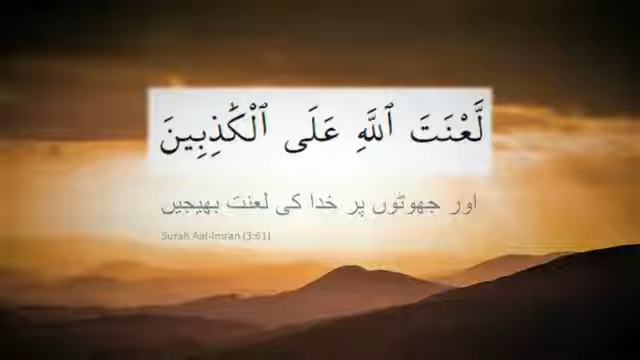 لَّعْنَتَ ٱللَّهِ عَلَى ٱلْكَٰذِبِينَ
اور جھوٹوں پر خدا کی لعنت بھیجیں
Surah Aal-Imran (3:61)